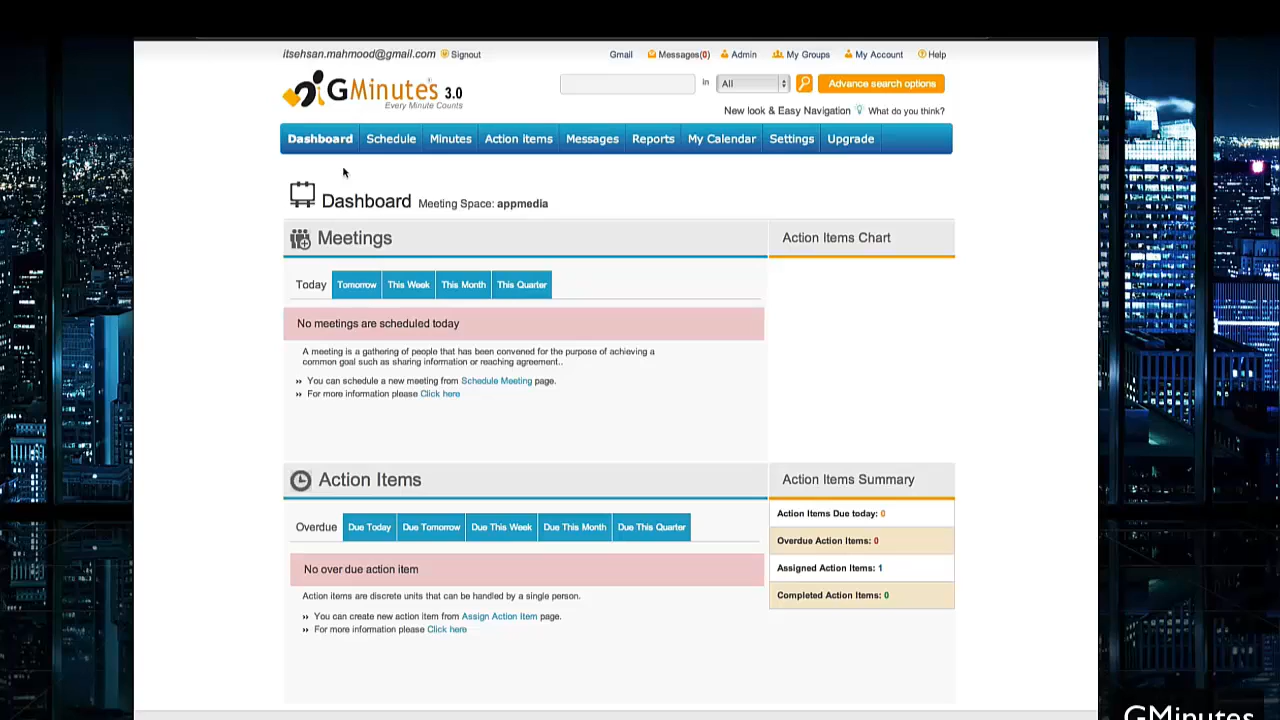 itsehsan.mahmood@gmail.com Signout Gmail Messages(0) Admin My Groups My Account Help
GMinutes 3.0
Every Minute Counts
in All Advance search options
New look & Easy Navigation What do you think?
Dashboard Schedule Minutes Action items Messages Reports My Calendar Settings Upgrade
Dashboard Meeting Space: appmedia
Meetings
Action Items Chart
Today Tomorrow This Week This Month This Quarter
No meetings are scheduled today
A meeting is a gathering of people that has been convened for the purpose of achieving a
common goal such as sharing information or reaching agreement..
» You can schedule a new meeting from Schedule Meeting page.
» For more information please Click here
Action Items
Action Items Summary
Overdue Due Today Due Tomorrow Due This Week Due This Month Due This Quarter
Action Items Due today: 0
Overdue Action Items: 0
Assigned Action Items: 1
Completed Action Items: 0
No over due action item
Action items are discrete units that can be handled by a single person.
» You can create new action item from Assign Action Item page.
» For more information please Click here
GMinutes